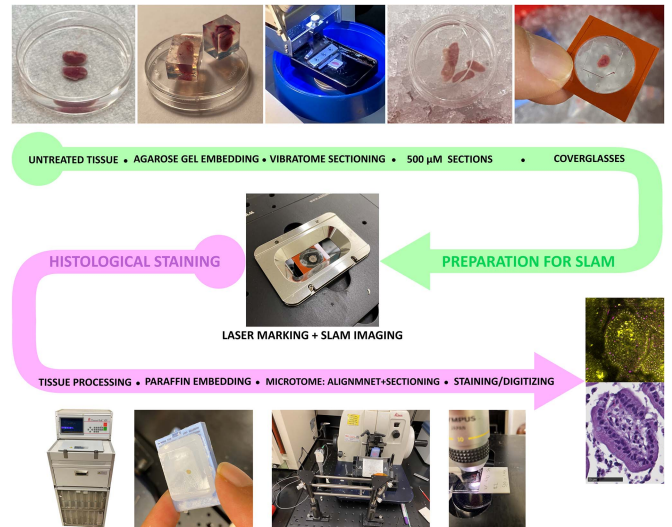 UNTREATED TISSUE • AGAROSE GEL EMBEDDING • VIBRATOME SECTIONING • 500 µM SECTIONS • COVERGLASSES
HISTOLOGICAL STAINING
PREPARATION FOR SLAM
LASER MARKING + SLAM IMAGING
TISSUE PROCESSING • PARAFFIN EMBEDDING • MICROTOME: ALIGNMNET+SECTIONING • STAINING/DIGITIZING